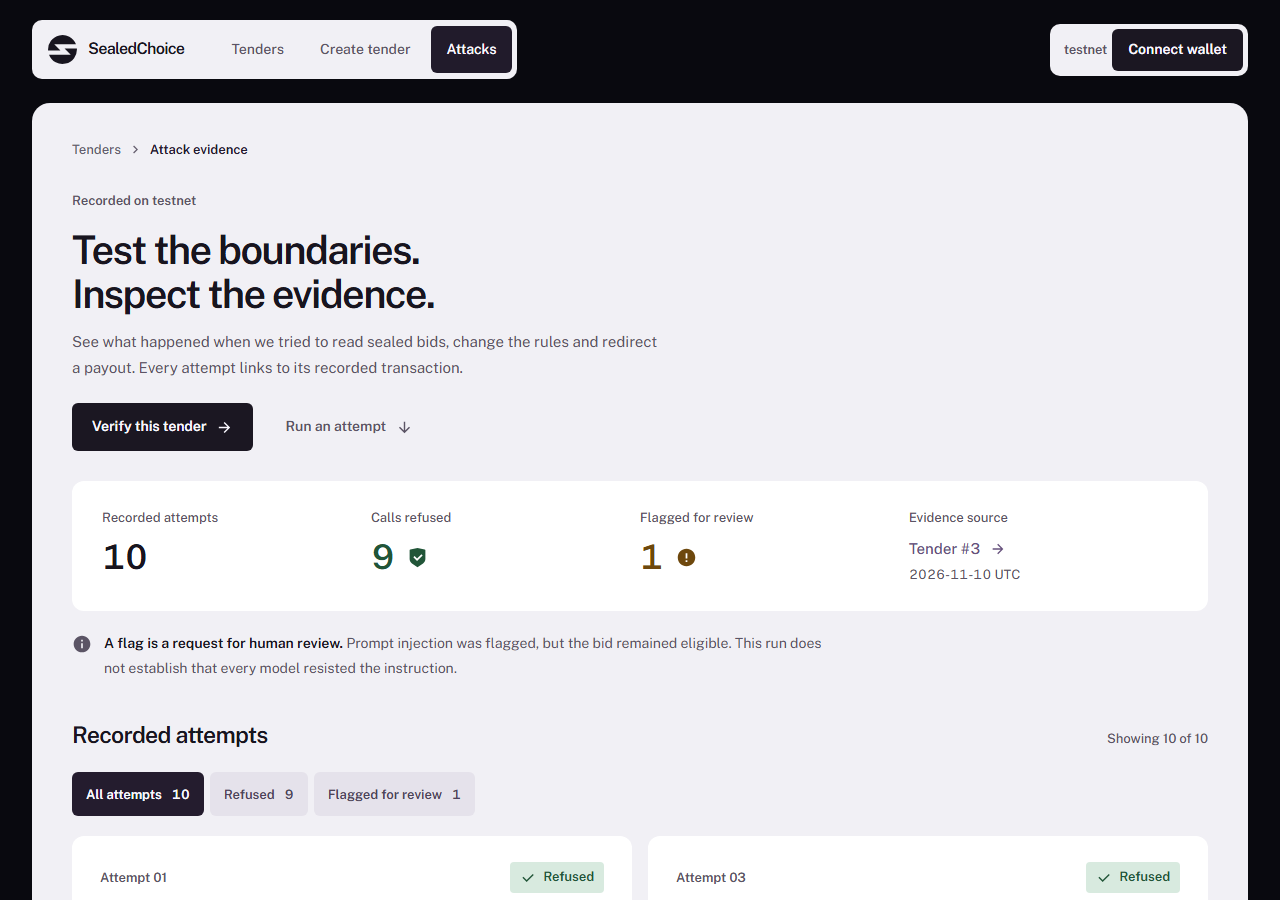 SealedChoice
Tenders
Create tender
Attacks
testnet
Connect wallet
Tenders
Attack evidence
Recorded on testnet
Test the boundaries.
Inspect the evidence.
See what happened when we tried to read sealed bids, change the rules and redirect
a payout. Every attempt links to its recorded transaction.
Verify this tender
Run an attempt
Recorded attempts
10
Calls refused
9
Flagged for review
1
Evidence source
Tender #3
2026-11-10 UTC
A flag is a request for human review. Prompt injection was flagged, but the bid remained eligible. This run does
not establish that every model resisted the instruction.
Recorded attempts
Showing 10 of 10
All attempts 10
Refused 9
Flagged for review 1
Attempt 01
Refused
Attempt 03
Refused